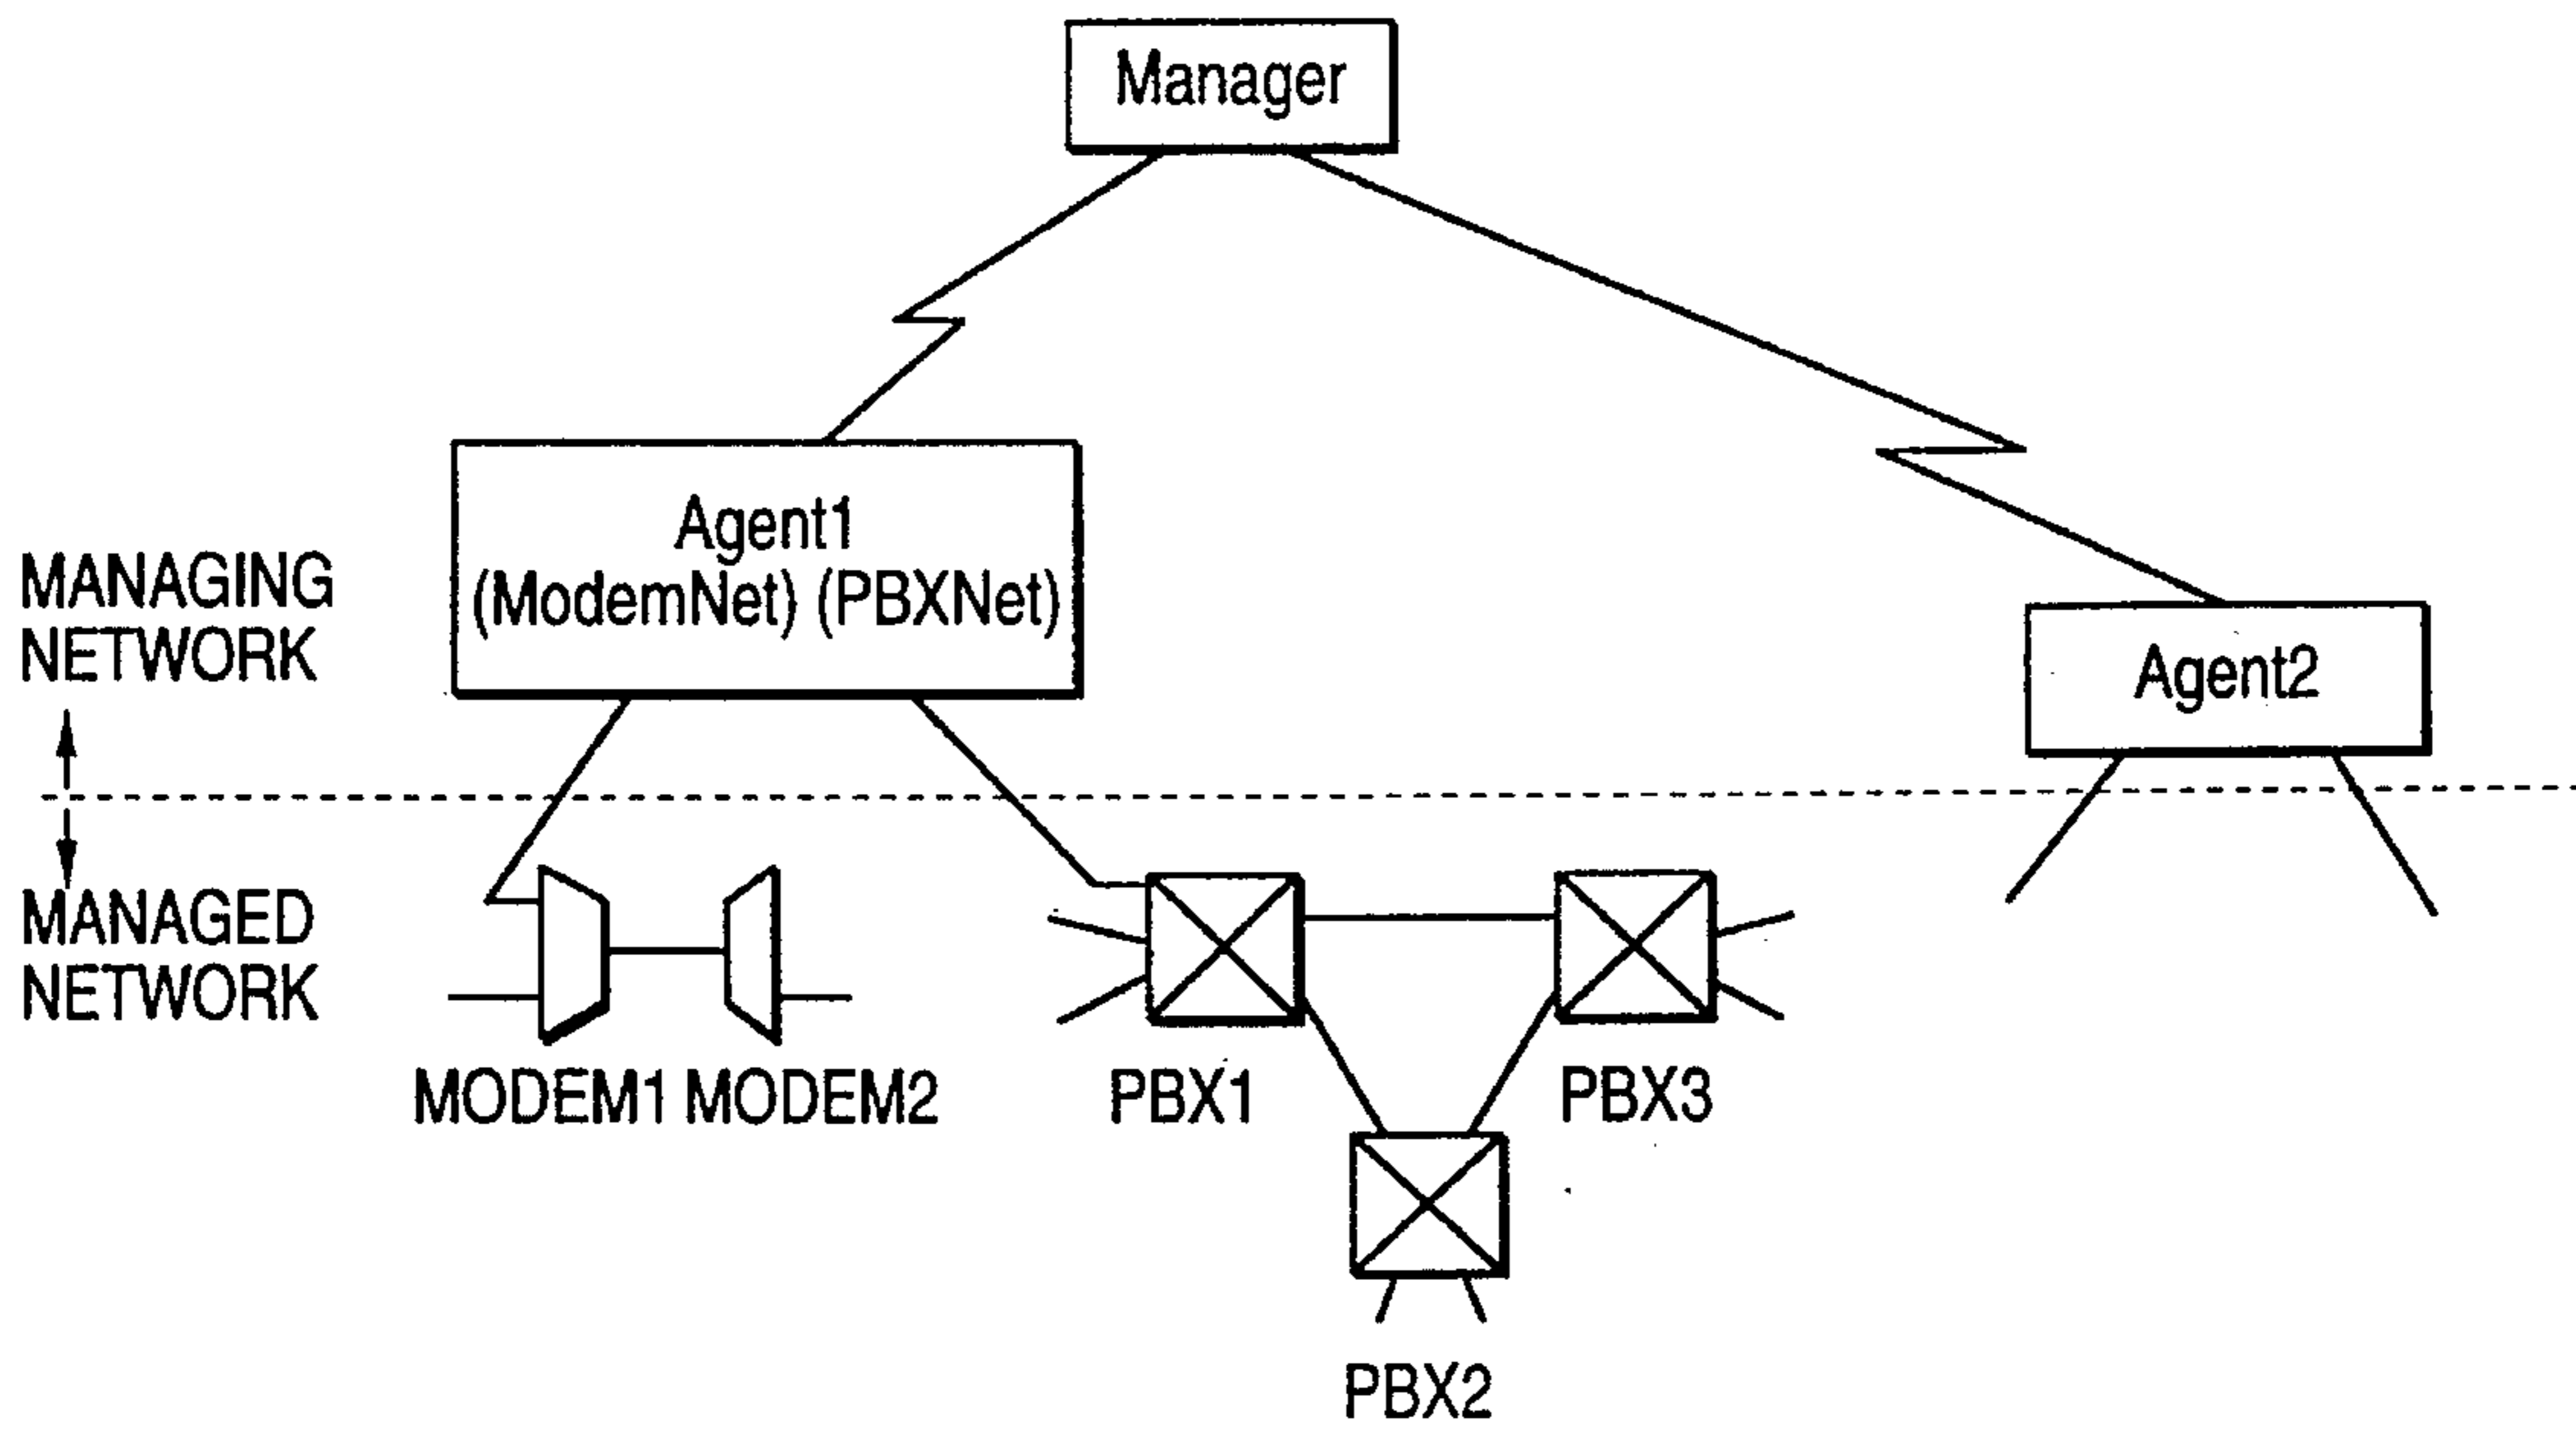 Manager
Agent1
(ModemNet) (PBXNet)
MANAGING
NETWORK
Agent2
MANAGED
NETWORK
MODEM1 MODEM2
PBX1
PBX3
PBX2